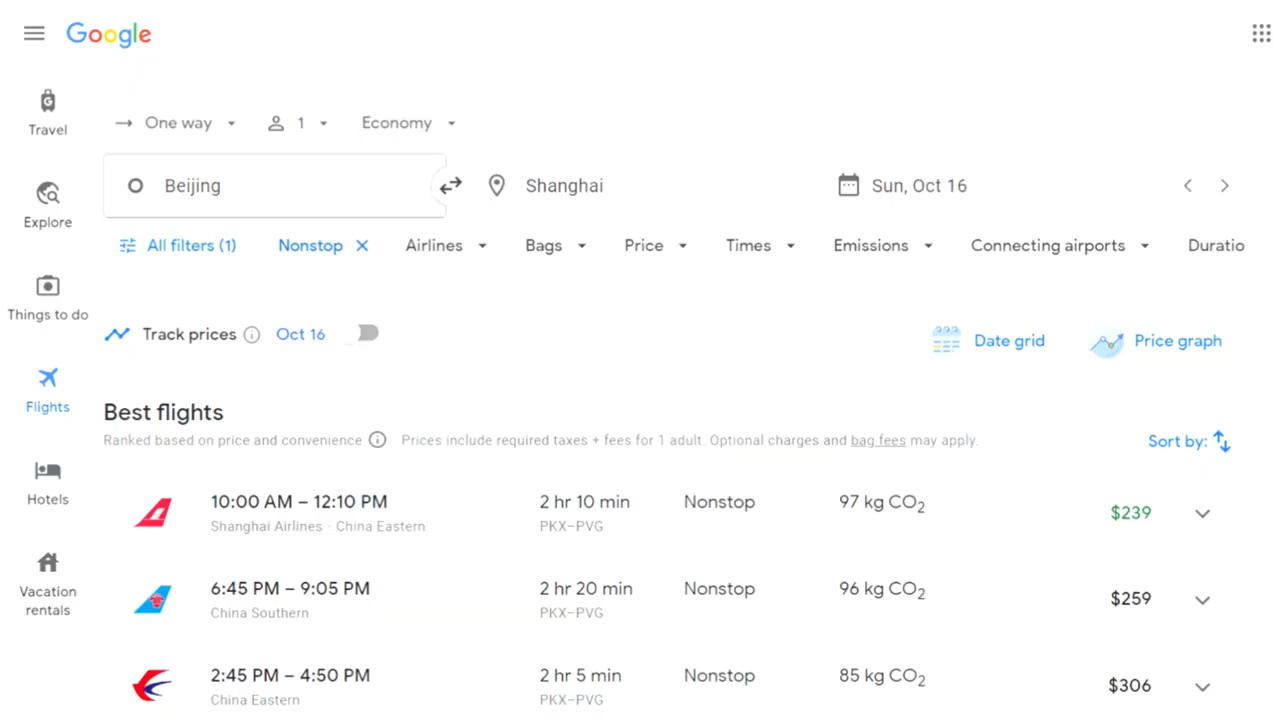 Google
Travel
Explore
Things to do
Flights
Hotels
Vacation
rentals
One way 1 Economy
Beijing Shanghai Sun, Oct 16
All filters (1) Nonstop Airlines Bags Price Times Emissions Connecting airports Duratio
Track prices Oct 16 Date grid Price graph
Best flights
Ranked based on price and convenience Prices include required taxes + fees for 1 adult. Optional charges and bag fees may apply. Sort by:
10:00 AM – 12:10 PM 2 hr 10 min Nonstop 97 kg CO2 $239
Shanghai Airlines · China Eastern PKX–PVG
6:45 PM – 9:05 PM 2 hr 20 min Nonstop 96 kg CO2 $259
China Southern PKX–PVG
2:45 PM – 4:50 PM 2 hr 5 min Nonstop 85 kg CO2 $306
China Eastern PKX–PVG